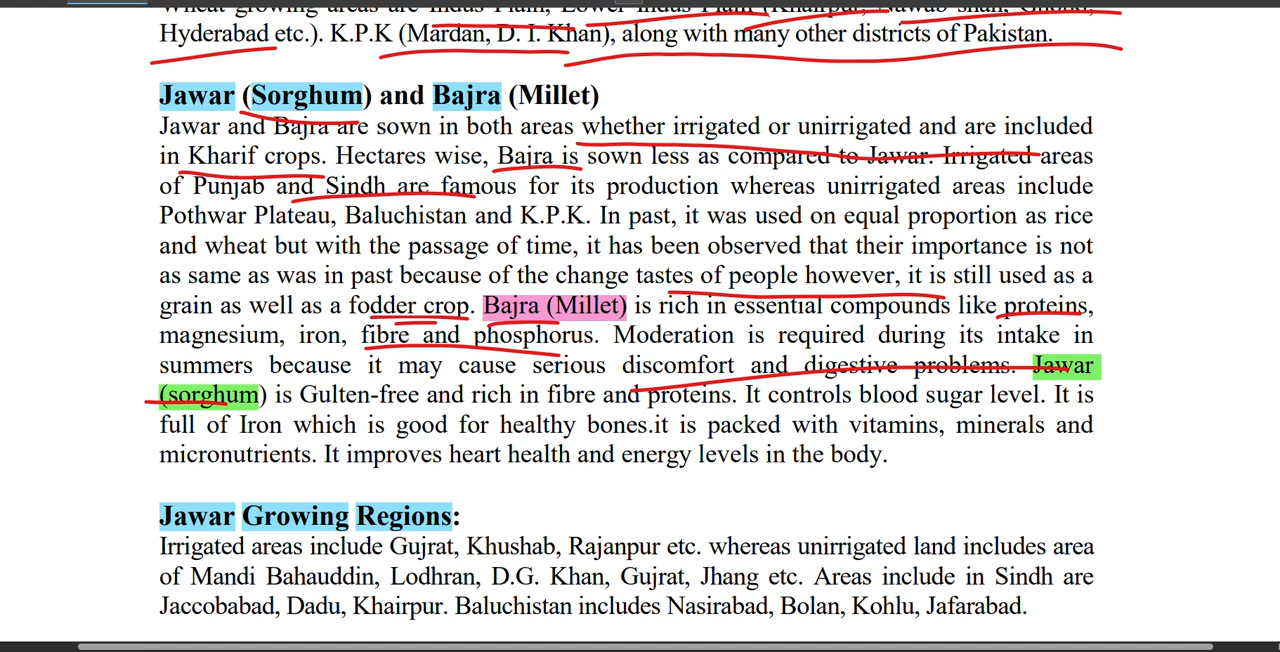 Wheat growing areas are Indus Plain, Lower Indus Plain (Khairpur, Nawab shah,
Hyderabad etc.). K.P.K (Mardan, D. I. Khan), along with many other districts of Pakistan.
Jawar (Sorghum) and Bajra (Millet)
Jawar and Bajra are sown in both areas whether irrigated or unirrigated and are included
in Kharif crops. Hectares wise, Bajra is sown less as compared to Jawar. Irrigated areas
of Punjab and Sindh are famous for its production whereas unirrigated areas include
Pothwar Plateau, Baluchistan and K.P.K. In past, it was used on equal proportion as rice
and wheat but with the passage of time, it has been observed that their importance is not
as same as was in past because of the change tastes of people however, it is still used as a
grain as well as a fodder crop. Bajra (Millet) is rich in essential compounds like proteins,
magnesium, iron, fibre and phosphorus. Moderation is required during its intake in
summers because it may cause serious discomfort and digestive problems. Jawar
(sorghum) is Gulten-free and rich in fibre and proteins. It controls blood sugar level. It is
full of Iron which is good for healthy bones.it is packed with vitamins, minerals and
micronutrients. It improves heart health and energy levels in the body.
Jawar Growing Regions:
Irrigated areas include Gujrat, Khushab, Rajanpur etc. whereas unirrigated land includes area
of Mandi Bahauddin, Lodhran, D.G. Khan, Gujrat, Jhang etc. Areas include in Sindh are
Jaccobabad, Dadu, Khairpur. Baluchistan includes Nasirabad, Bolan, Kohlu, Jafarabad.